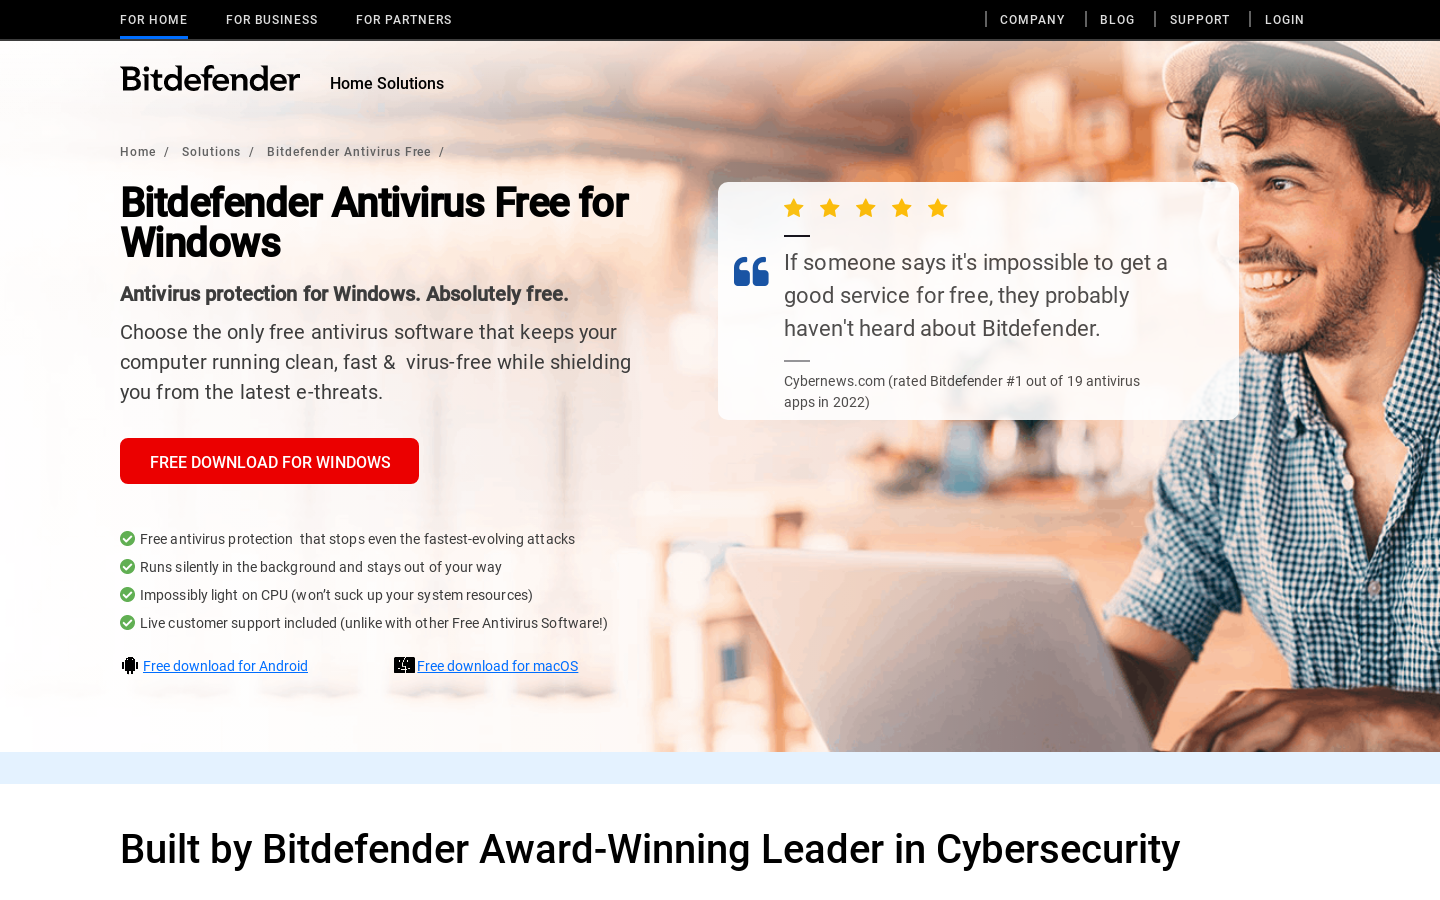 FOR HOME FOR BUSINESS FOR PARTNERS COMPANY BLOG SUPPORT LOGIN
Bitdefender Home Solutions
Home / Solutions / Bitdefender Antivirus Free /
Bitdefender Antivirus Free for
Windows
Antivirus protection for Windows. Absolutely free.
Choose the only free antivirus software that keeps your
computer running clean, fast & virus-free while shielding
you from the latest e-threats.
FREE DOWNLOAD FOR WINDOWS
Free antivirus protection that stops even the fastest-evolving attacks
Runs silently in the background and stays out of your way
Impossibly light on CPU (won’t suck up your system resources)
Live customer support included (unlike with other Free Antivirus Software!)
Free download for Android Free download for macOS
If someone says it's impossible to get a
good service for free, they probably
haven't heard about Bitdefender.
Cybernews.com (rated Bitdefender #1 out of 19 antivirus
apps in 2022)
Built by Bitdefender Award-Winning Leader in Cybersecurity